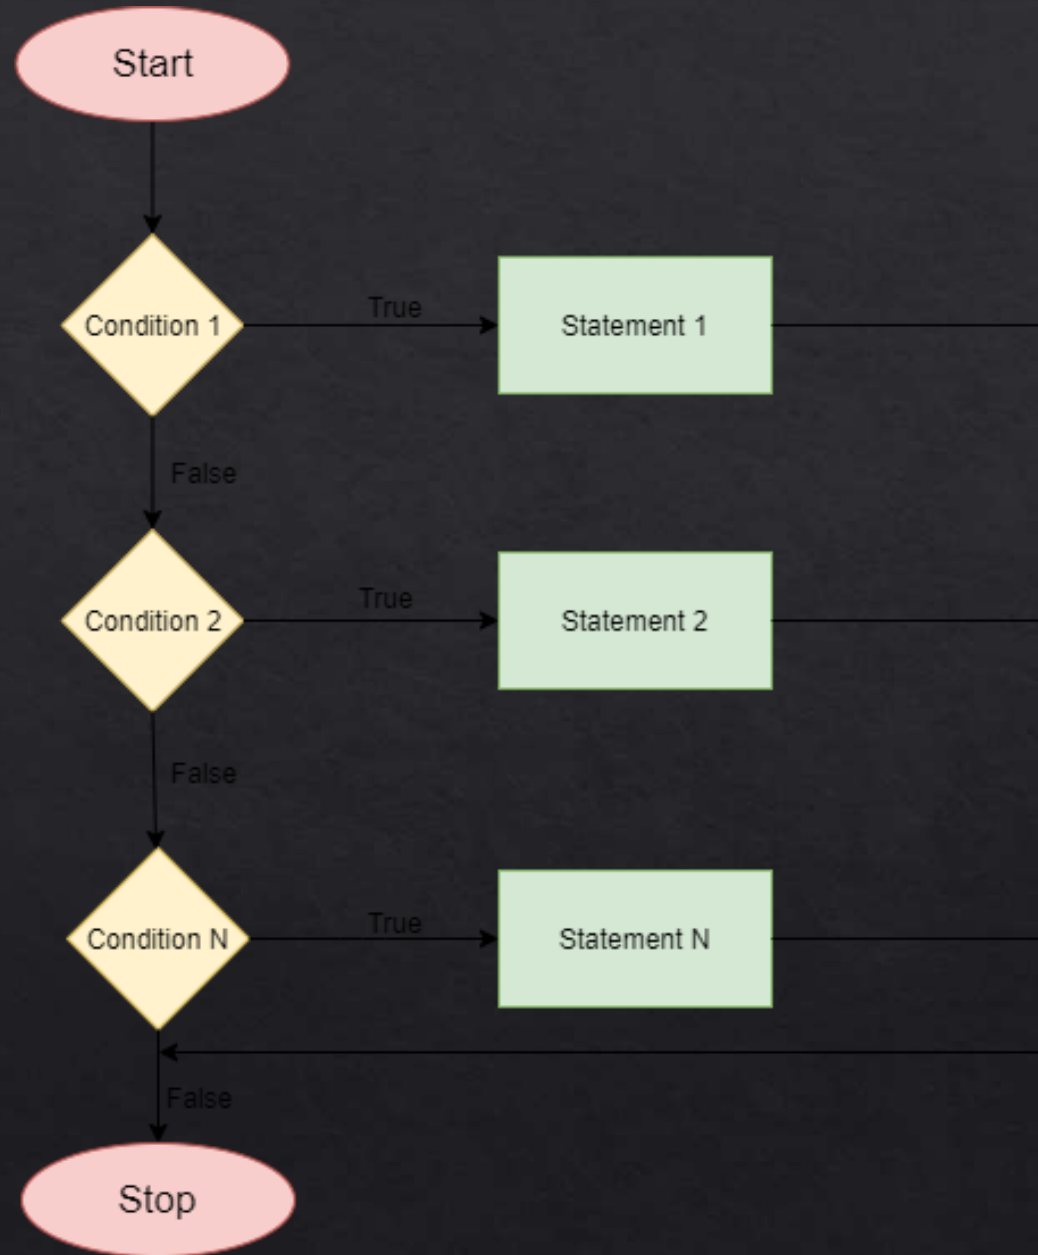 Start
Condition 1
True
Statement 1
False
Condition 2
True
Statement 2
False
Condition N
True
Statement N
False
Stop